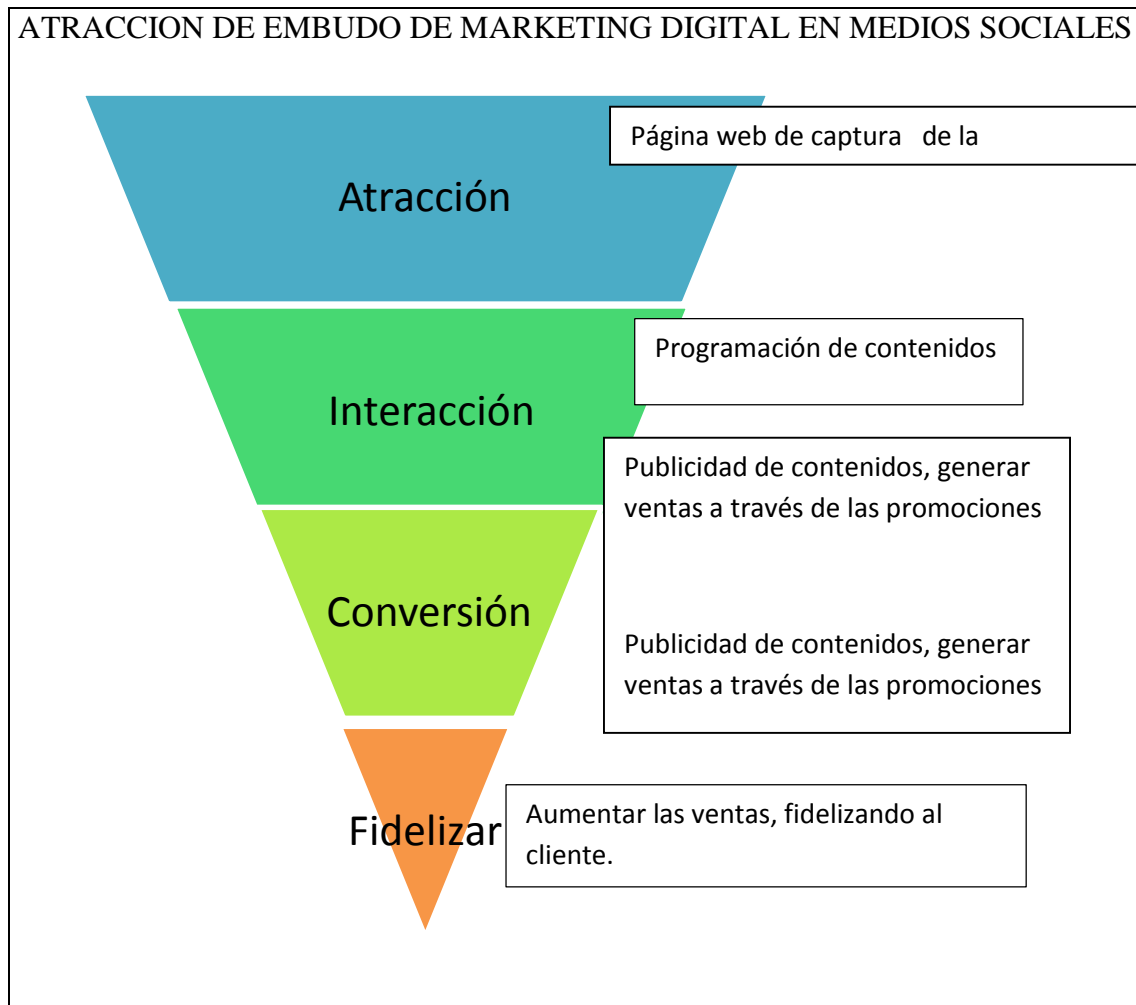 ATRACCION DE EMBUDO DE MARKETING DIGITAL EN MEDIOS SOCIALES
Página web de captura de la
Atracción
Programación de contenidos
Interacción
Publicidad de contenidos, generar
ventas a través de las promociones
Conversión
Publicidad de contenidos, generar
ventas a través de las promociones
Fidelizar
Aumentar las ventas, fidelizando al
cliente.